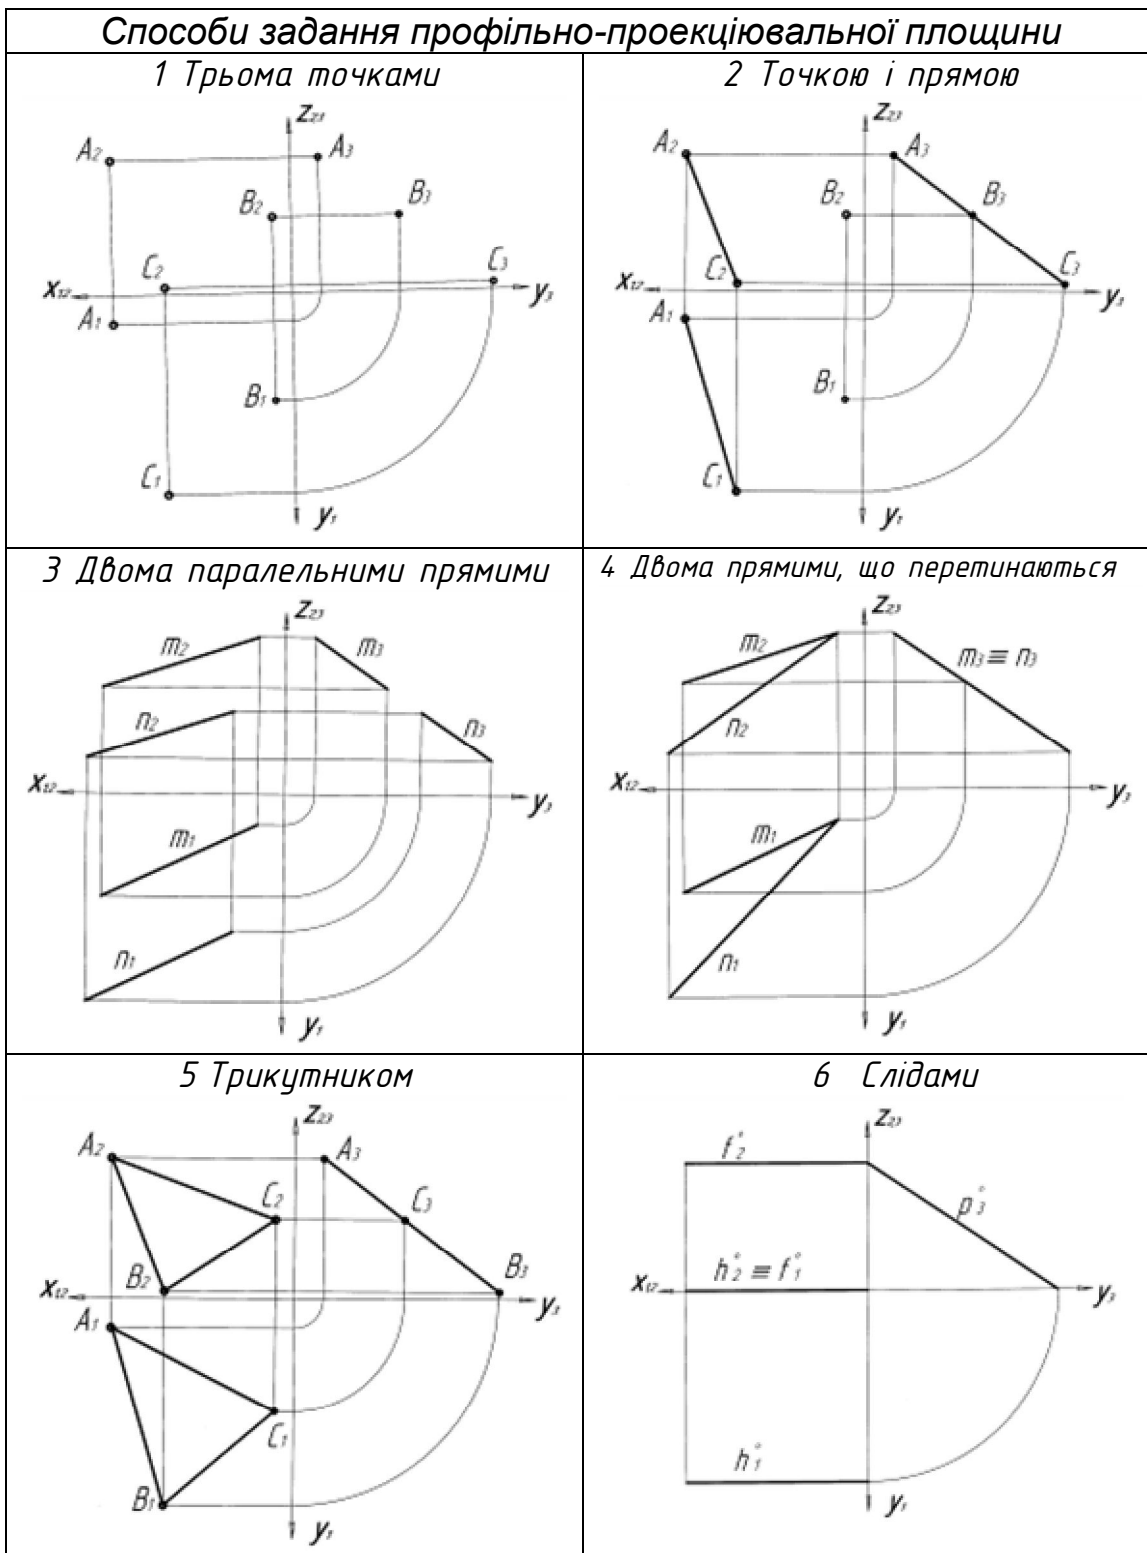 Способи задання профільно-проекціювальної площини
1 Трьома точками
Z₂₃
A₂
A₃
B₂
B₃
C₂
C₃
X₁₂
y₃
A₁
B₁
C₁
y₁
2 Точкою і прямою
Z₂₃
A₂
A₃
B₂
B₃
C₂
C₃
X₁₂
y₃
A₁
B₁
C₁
y₁
3 Двома паралельними прямими
Z₂₃
m₂
m₃
n₂
n₃
X₁₂
y₃
m₁
n₁
y₁
4 Двома прямими, що перетинаються
Z₂₃
m₂
m₃ ≡ n₃
n₂
X₁₂
y₃
m₁
n₁
y₁
5 Трикутником
Z₂₃
A₂
A₃
C₂
C₃
B₂
B₃
X₁₂
y₃
A₁
C₁
B₁
y₁
6 Слідами
Z₂₃
f°₂
p°₃
h°₂ ≡ f°₁
X₁₂
y₃
h°₁
y₁